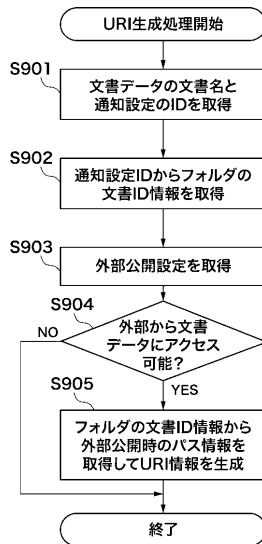 URI生成処理開始
S901
文書データの文書名と
通知設定のIDを取得
S902
通知設定IDからフォルダの
文書ID情報を取得
S903
外部公開設定を取得
S904
NO
外部から文書
データにアクセス
可能?
YES
S905
フォルダの文書ID情報から
外部公開時のパス情報を
取得してURI情報を生成
終了